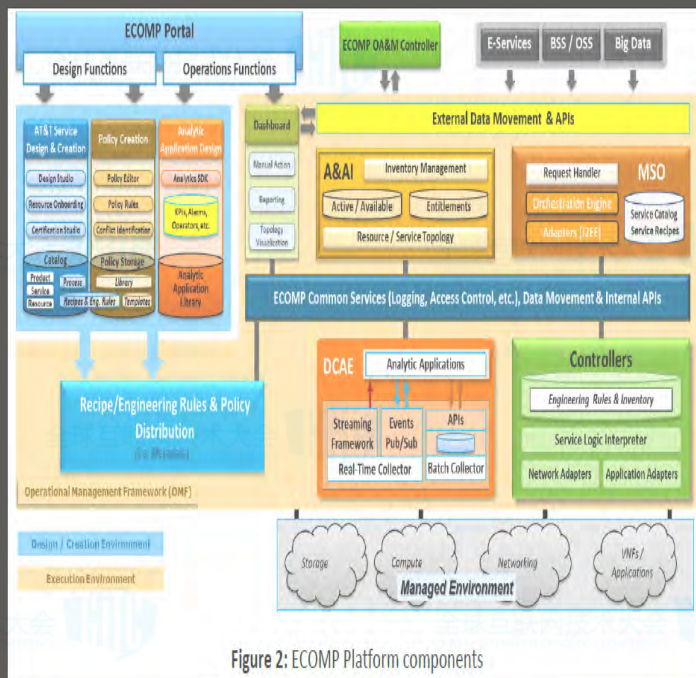 ECOMP Portal
Design Functions
Operations Functions
ECOMP OA&M Controller
E-Services
BSS / OSS
Big Data
AT&T Service
Design & Creation
Design Studio
Resource Onboarding
Certification Studio
Catalog
Product
Service
Resource
Process
Recipes & Eng. Rules
Policy Creation
Policy Editor
Policy Rules
Conflict Identification
Policy Storage
Library
Templates
Analytic
Application Design
Analytics SDK
KPIs, Alarms,
Operators, etc.
Analytic
Application
Library
Dashboard
Manual Action
Reporting
Topology
Visualization
External Data Movement & APIs
A&AI
Inventory Management
Active / Available
Entitlements
Resource / Service Topology
Request Handler
MSO
Orchestration Engine
Adapters
Service Catalog
Service Recipes
ECOMP Common Services (Logging, Access Control, etc.), Data Movement & Internal APIs
Recipe/Engineering Rules & Policy
Distribution
DCAE
Analytic Applications
Streaming
Framework
Events
Pub/Sub
APIs
Real-Time Collector
Batch Collector
Controllers
Engineering Rules & Inventory
Service Logic Interpreter
Network Adapters
Application Adapters
Operational Management Framework (OMF)
Design / Creation Environment
Execution Environment
Storage
Compute
Networking
VNFs /
Applications
Managed Environment
Figure 2: ECOMP Platform components